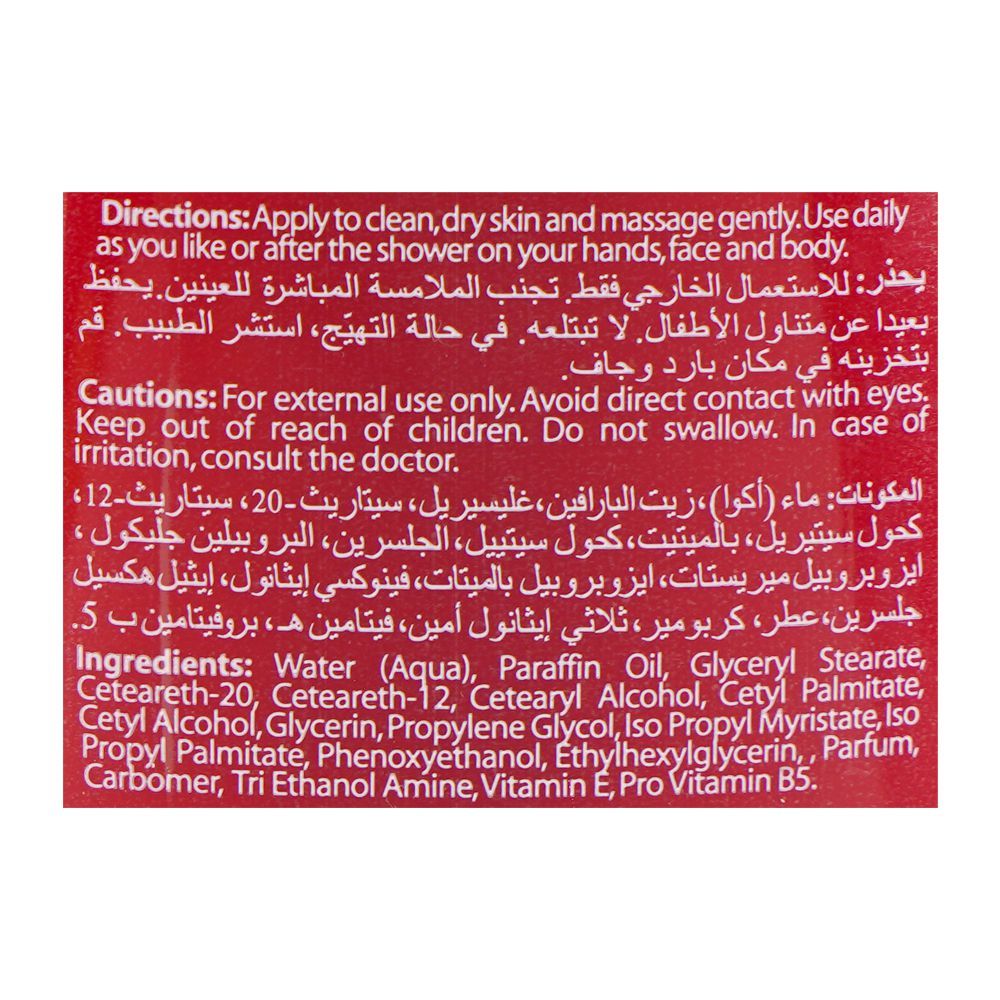 Directions: Apply to clean, dry skin and massage gently. Use daily
as you like or after the shower on your hands, face and body.
يحذر: للاستعمال الخارجي فقط. تجنب الملامسة المباشرة للعينين. يحفظ
بعيدا عن متناول الأطفال. لا تبتلعه. في حالة التهيّج، استشر الطبيب. قم
بتخزينه في مكان بارد وجاف.
Cautions: For external use only. Avoid direct contact with eyes.
Keep out of reach of children. Do not swallow. In case of
irritation, consult the doctor.
المكونات: ماء (أكوا)، زيت البارافين، غليسيريل، سيتاريث-20، سيتاريث-12،
كحول سيتيريل، بالميتيت، كحول سيتييل، الجلسرين، البروبيلين جليكول،
ايزوبروبيل ميريستات، ايزوبروبيل بالميتات، فينوكسي إيثانول، إيثيل هكسيل
جلسرين، عطر، كربومير، ثلاثي إيثانول أمين، فيتامين هـ، بروفيتامين ب 5.
Ingredients: Water (Aqua), Paraffin Oil, Glyceryl Stearate,
Ceteareth-20, Ceteareth-12, Cetearyl Alcohol, Cetyl Palmitate,
Cetyl Alcohol, Glycerin, Propylene Glycol, Iso Propyl Myristate, Iso
Propyl Palmitate, Phenoxyethanol, Ethylhexylglycerin, , Parfum,
Carbomer, Tri Ethanol Amine, Vitamin E, Pro Vitamin B5.